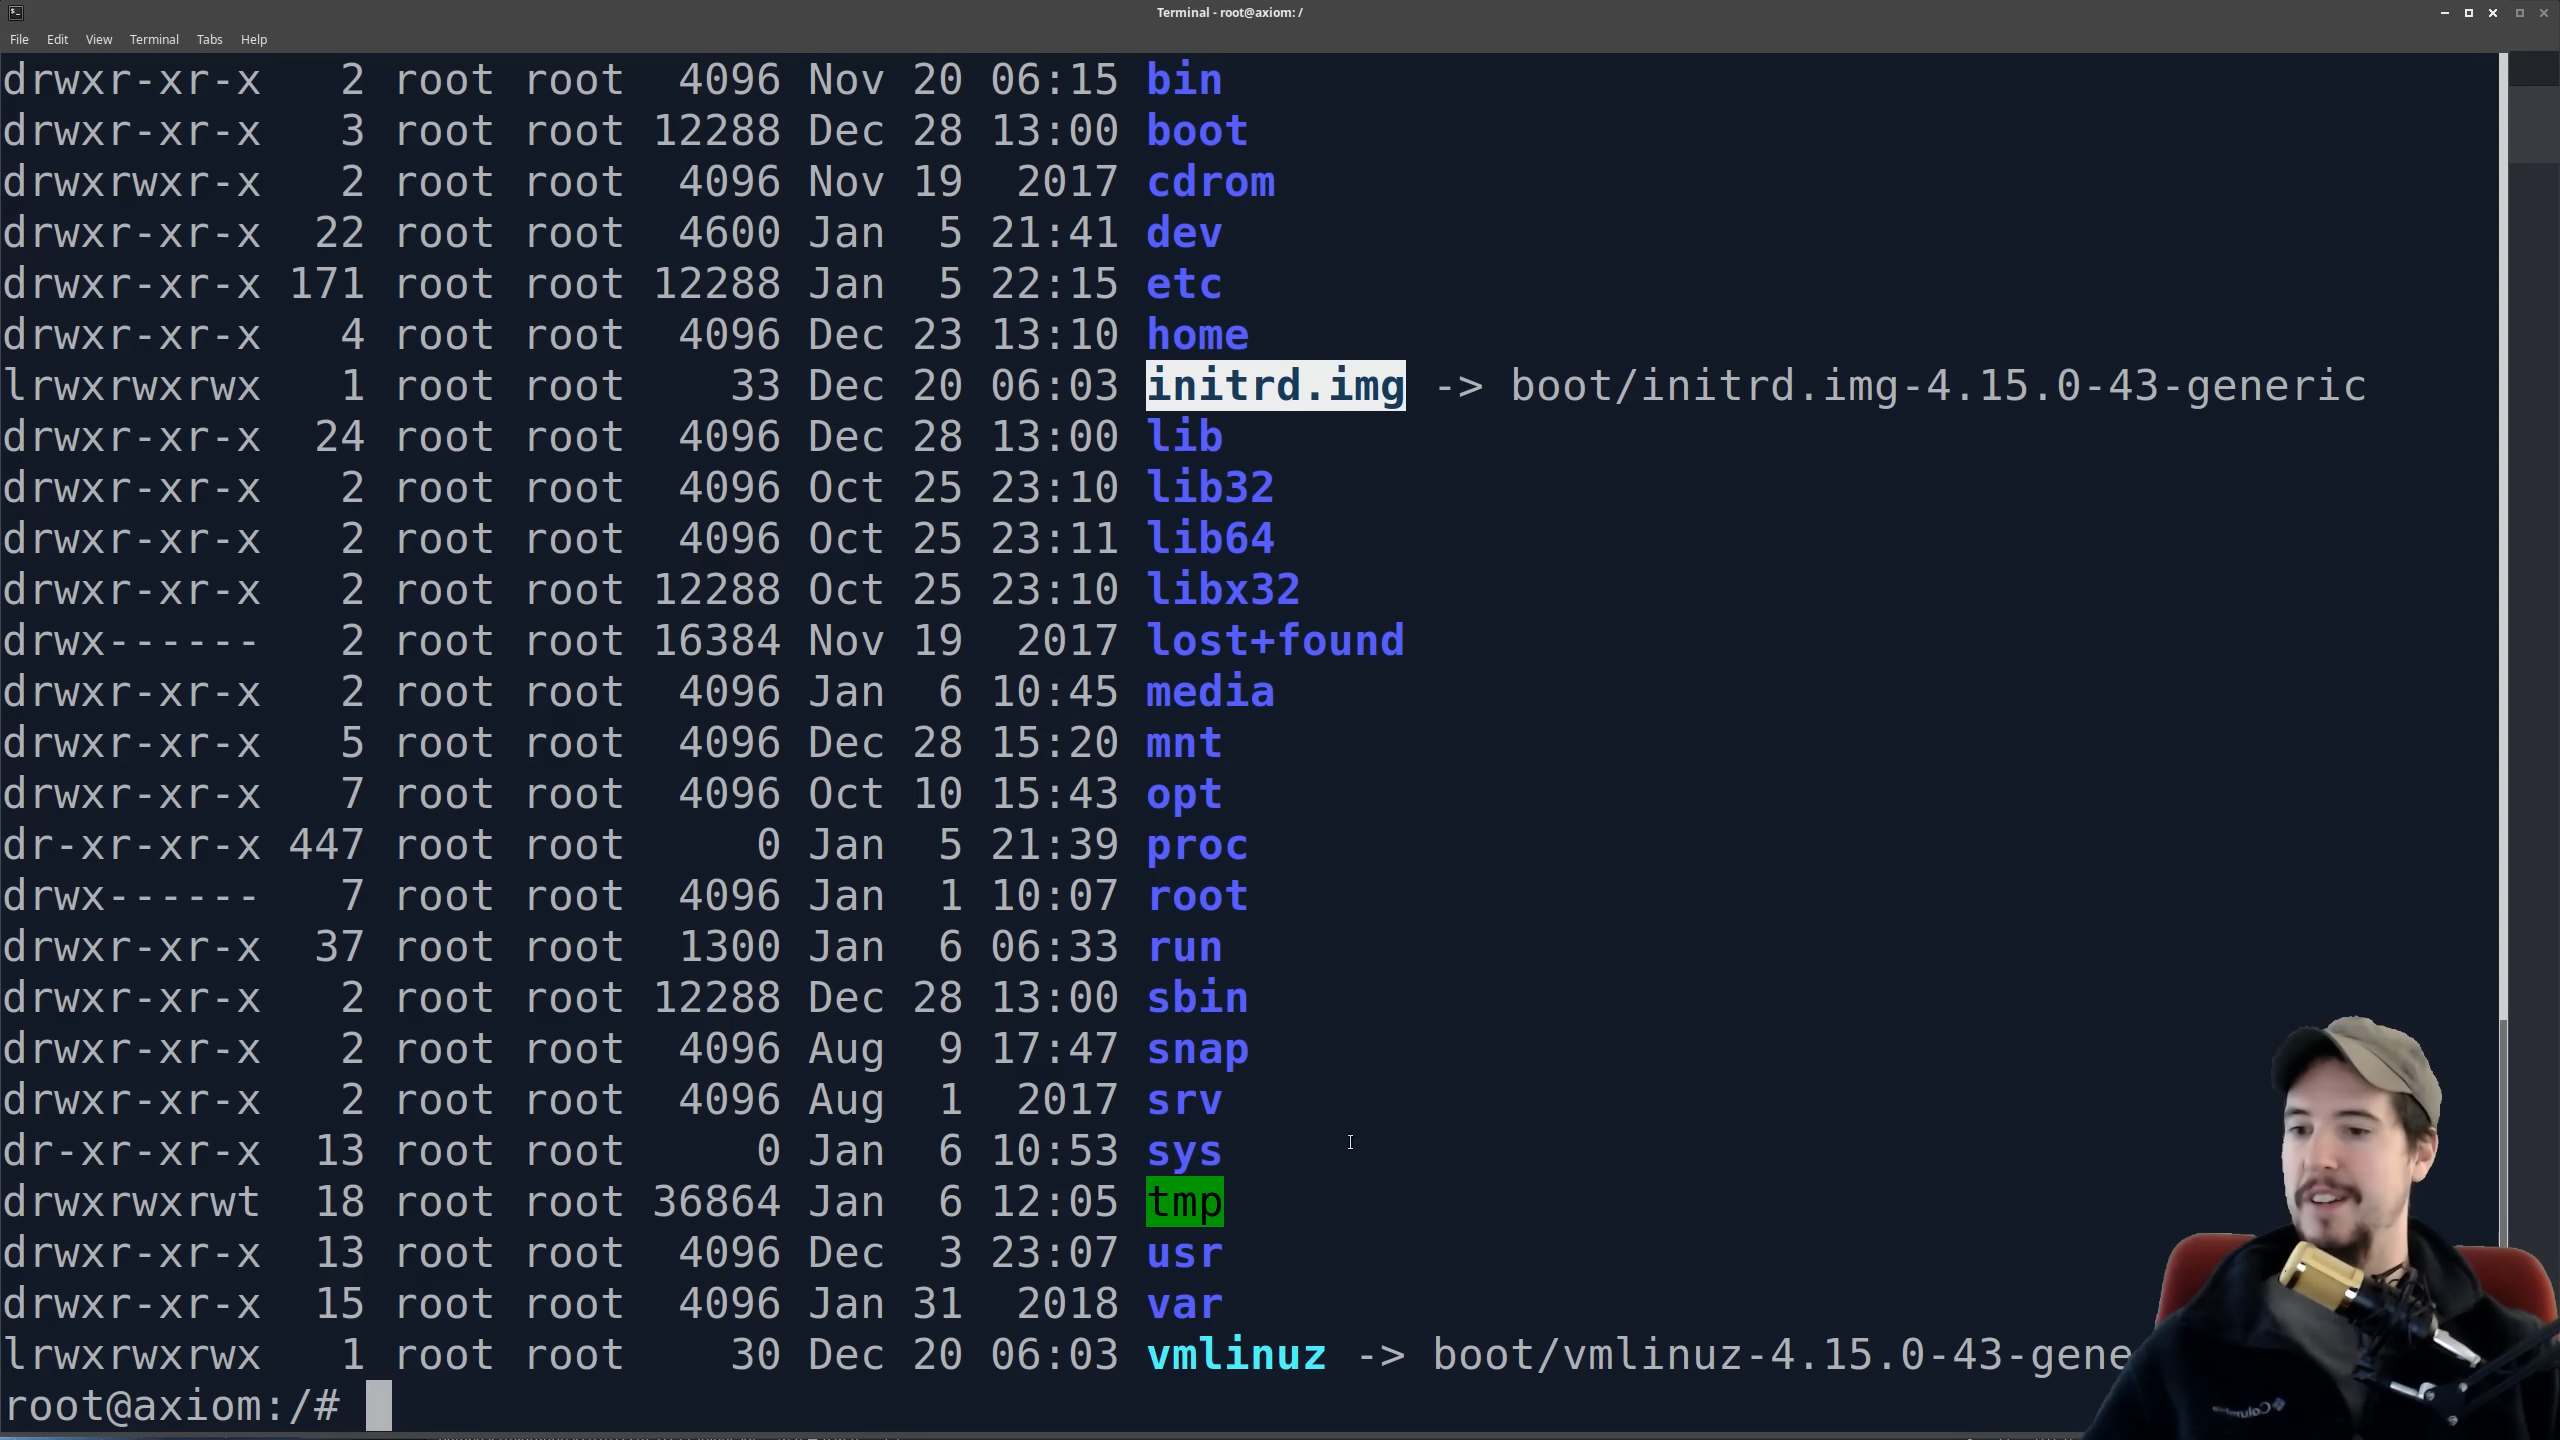 Terminal - root@axiom: /
File Edit View Terminal Tabs Help
drwxr-xr-x   2 root root  4096 Nov 20 06:15 bin
drwxr-xr-x   3 root root 12288 Dec 28 13:00 boot
drwxrwxr-x   2 root root  4096 Nov 19  2017 cdrom
drwxr-xr-x  22 root root  4600 Jan  5 21:41 dev
drwxr-xr-x 171 root root 12288 Jan  5 22:15 etc
drwxr-xr-x   4 root root  4096 Dec 23 13:10 home
lrwxrwxrwx   1 root root    33 Dec 20 06:03 initrd.img -> boot/initrd.img-4.15.0-43-generic
drwxr-xr-x  24 root root  4096 Dec 28 13:00 lib
drwxr-xr-x   2 root root  4096 Oct 25 23:10 lib32
drwxr-xr-x   2 root root  4096 Oct 25 23:11 lib64
drwxr-xr-x   2 root root 12288 Oct 25 23:10 libx32
drwx------   2 root root 16384 Nov 19  2017 lost+found
drwxr-xr-x   2 root root  4096 Jan  6 10:45 media
drwxr-xr-x   5 root root  4096 Dec 28 15:20 mnt
drwxr-xr-x   7 root root  4096 Oct 10 15:43 opt
dr-xr-xr-x 447 root root     0 Jan  5 21:39 proc
drwx------   7 root root  4096 Jan  1 10:07 root
drwxr-xr-x  37 root root  1300 Jan  6 06:33 run
drwxr-xr-x   2 root root 12288 Dec 28 13:00 sbin
drwxr-xr-x   2 root root  4096 Aug  9 17:47 snap
drwxr-xr-x   2 root root  4096 Aug  1  2017 srv
dr-xr-xr-x  13 root root     0 Jan  6 10:53 sys
drwxrwxrwt  18 root root 36864 Jan  6 12:05 tmp
drwxr-xr-x  13 root root  4096 Dec  3 23:07 usr
drwxr-xr-x  15 root root  4096 Jan 31  2018 var
lrwxrwxrwx   1 root root    30 Dec 20 06:03 vmlinuz -> boot/vmlinuz-4.15.0-43-gene
root@axiom:/#
Columbia